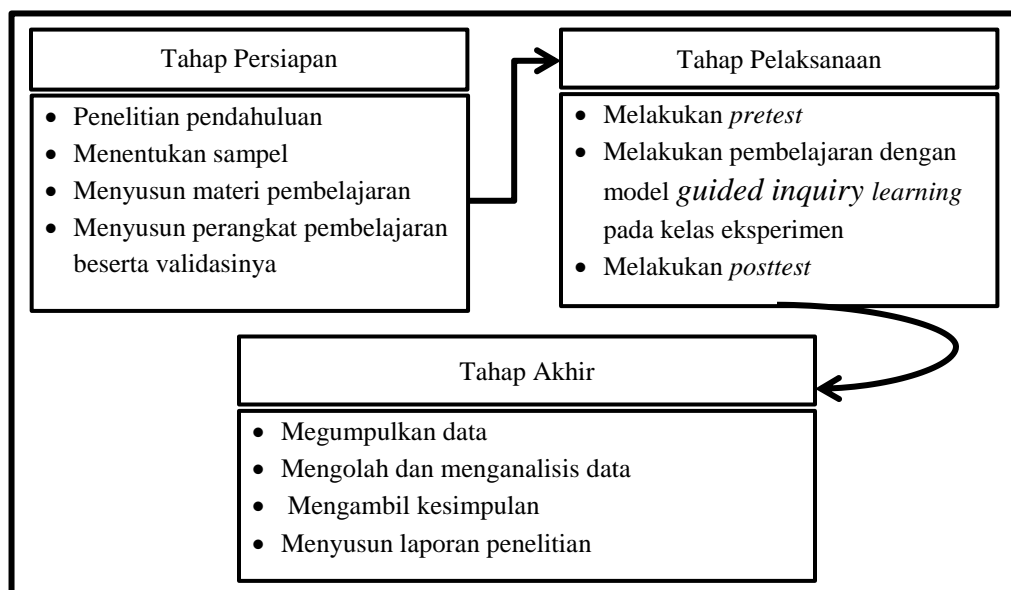 Tahap Persiapan
• Penelitian pendahuluan
• Menentukan sampel
• Menyusun materi pembelajaran
• Menyusun perangkat pembelajaran
beserta validasinya
Tahap Pelaksanaan
• Melakukan pretest
• Melakukan pembelajaran dengan
model guided inquiry learning
pada kelas eksperimen
• Melakukan posttest
Tahap Akhir
• Megumpulkan data
• Mengolah dan menganalisis data
• Mengambil kesimpulan
• Menyusun laporan penelitian